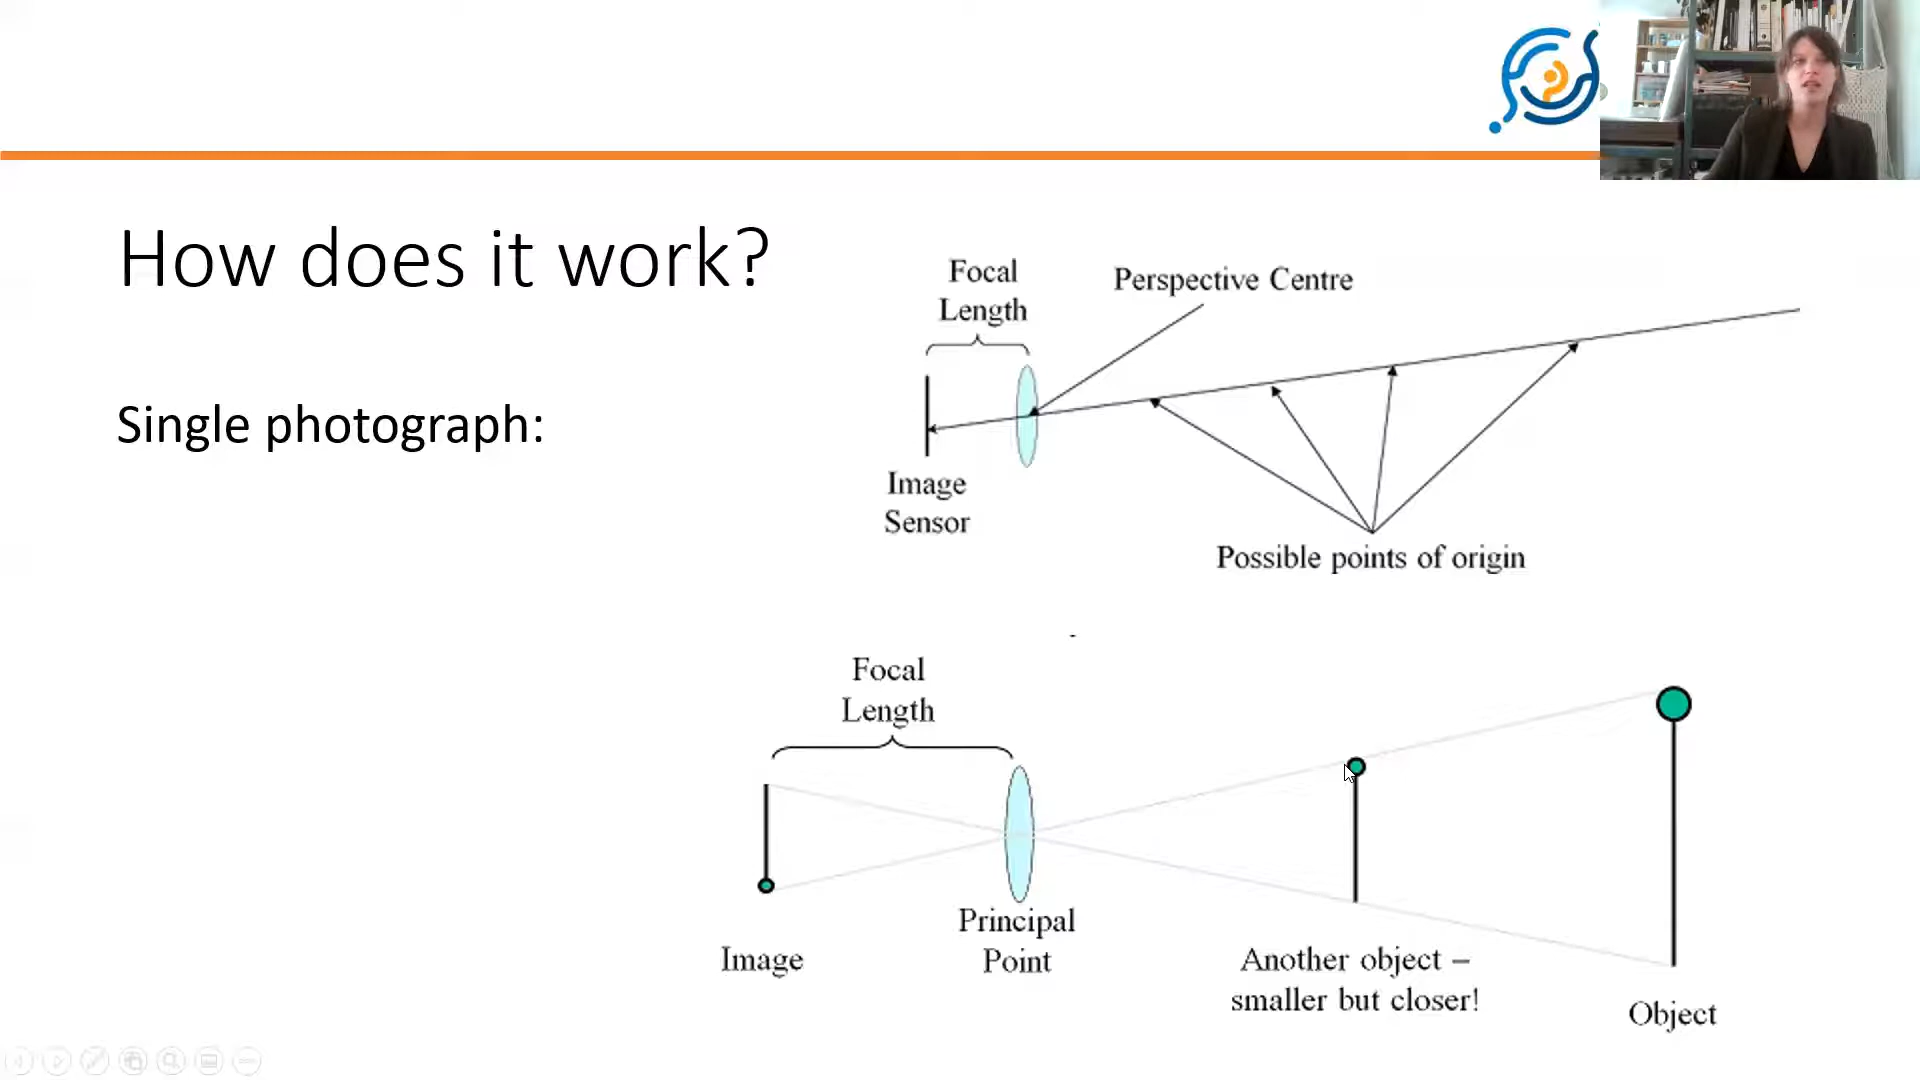 How does it work?
Single photograph:
Focal
Length
Perspective Centre
Image
Sensor
Possible points of origin
Focal
Length
Principal
Point
Image
Another object –
smaller but closer!
Object